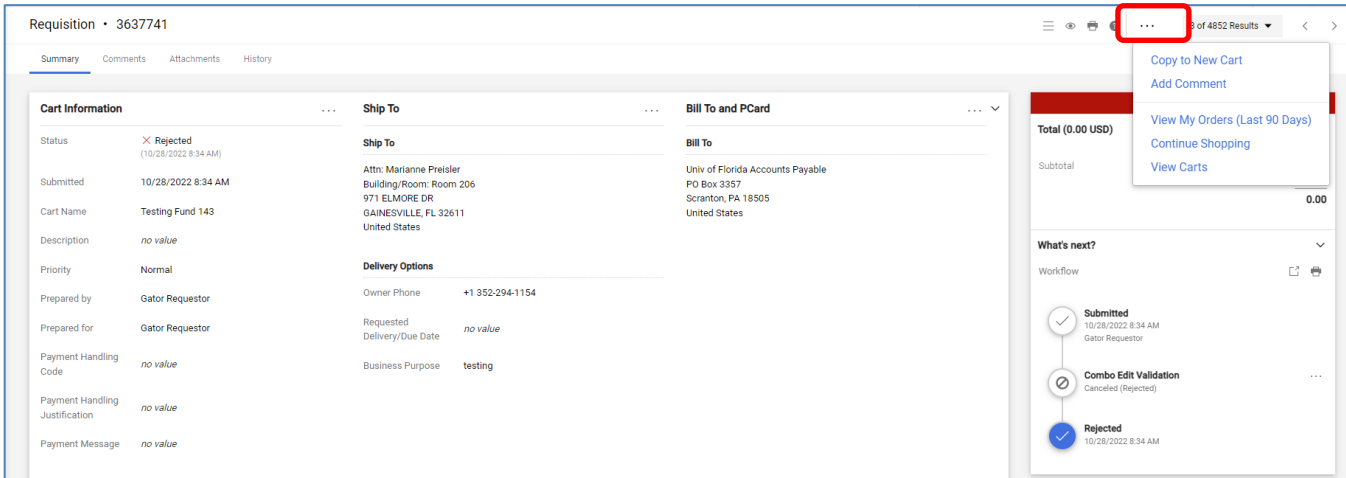 Requisition • 3637741
... 3 of 4852 Results
Summary Comments Attachments History
Copy to New Cart
Add Comment
View My Orders (Last 90 Days)
Continue Shopping
View Carts
Cart Information ...
Status Rejected
(10/28/2022 8:34 AM)
Submitted 10/28/2022 8:34 AM
Cart Name Testing Fund 143
Description no value
Priority Normal
Prepared by Gator Requestor
Prepared for Gator Requestor
Payment Handling
Code no value
Payment Handling
Justification no value
Payment Message no value
Ship To ...
Ship To
Attn: Marianne Preisler
Building/Room: Room 206
971 ELMORE DR
GAINESVILLE, FL 32611
United States
Delivery Options
Owner Phone +1 352-294-1154
Requested
Delivery/Due Date no value
Business Purpose testing
Bill To and PCard ...
Bill To
Univ of Florida Accounts Payable
PO Box 3357
Scranton, PA 18505
United States
Total (0.00 USD)
Subtotal
0.00
What's next?
Workflow
Submitted
10/28/2022 8:34 AM
Gator Requestor
Combo Edit Validation ...
Canceled (Rejected)
Rejected
10/28/2022 8:34 AM